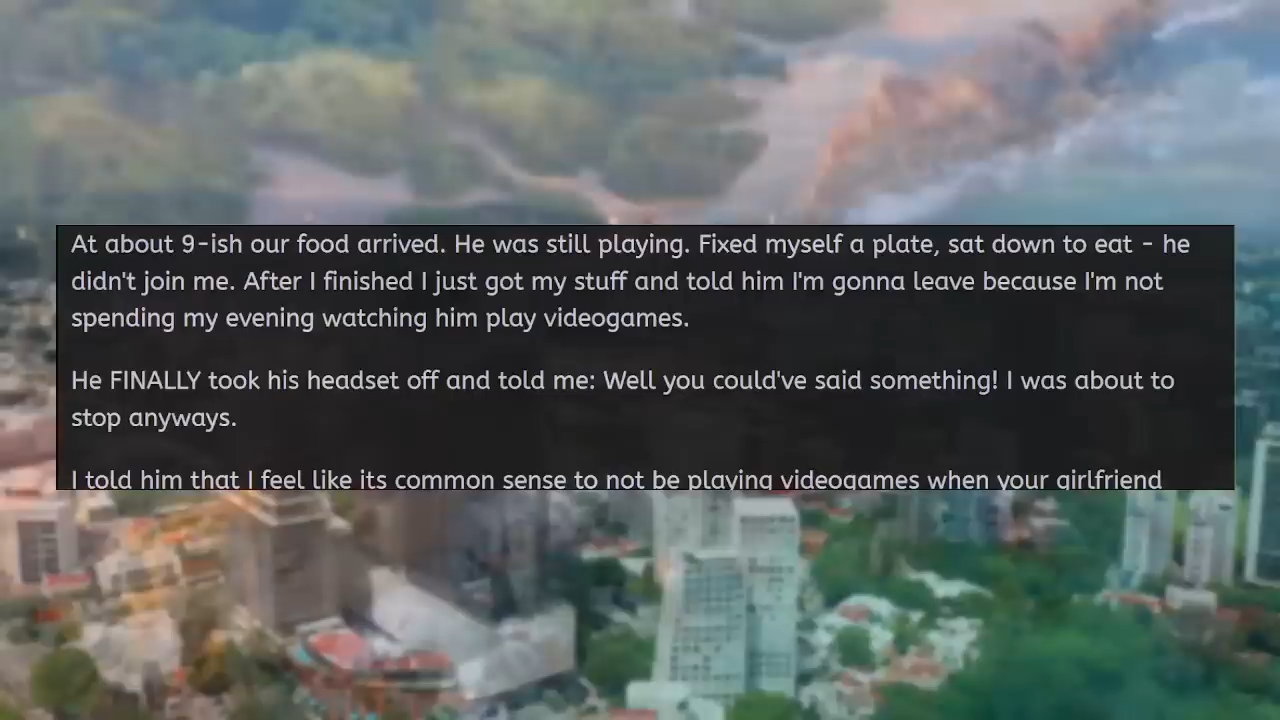 At about 9-ish our food arrived. He was still playing. Fixed myself a plate, sat down to eat - he
didn't join me. After I finished I just got my stuff and told him I'm gonna leave because I'm not
spending my evening watching him play videogames.
He FINALLY took his headset off and told me: Well you could've said something! I was about to
stop anyways.
I told him that I feel like its common sense to not be playing videogames when your girlfriend